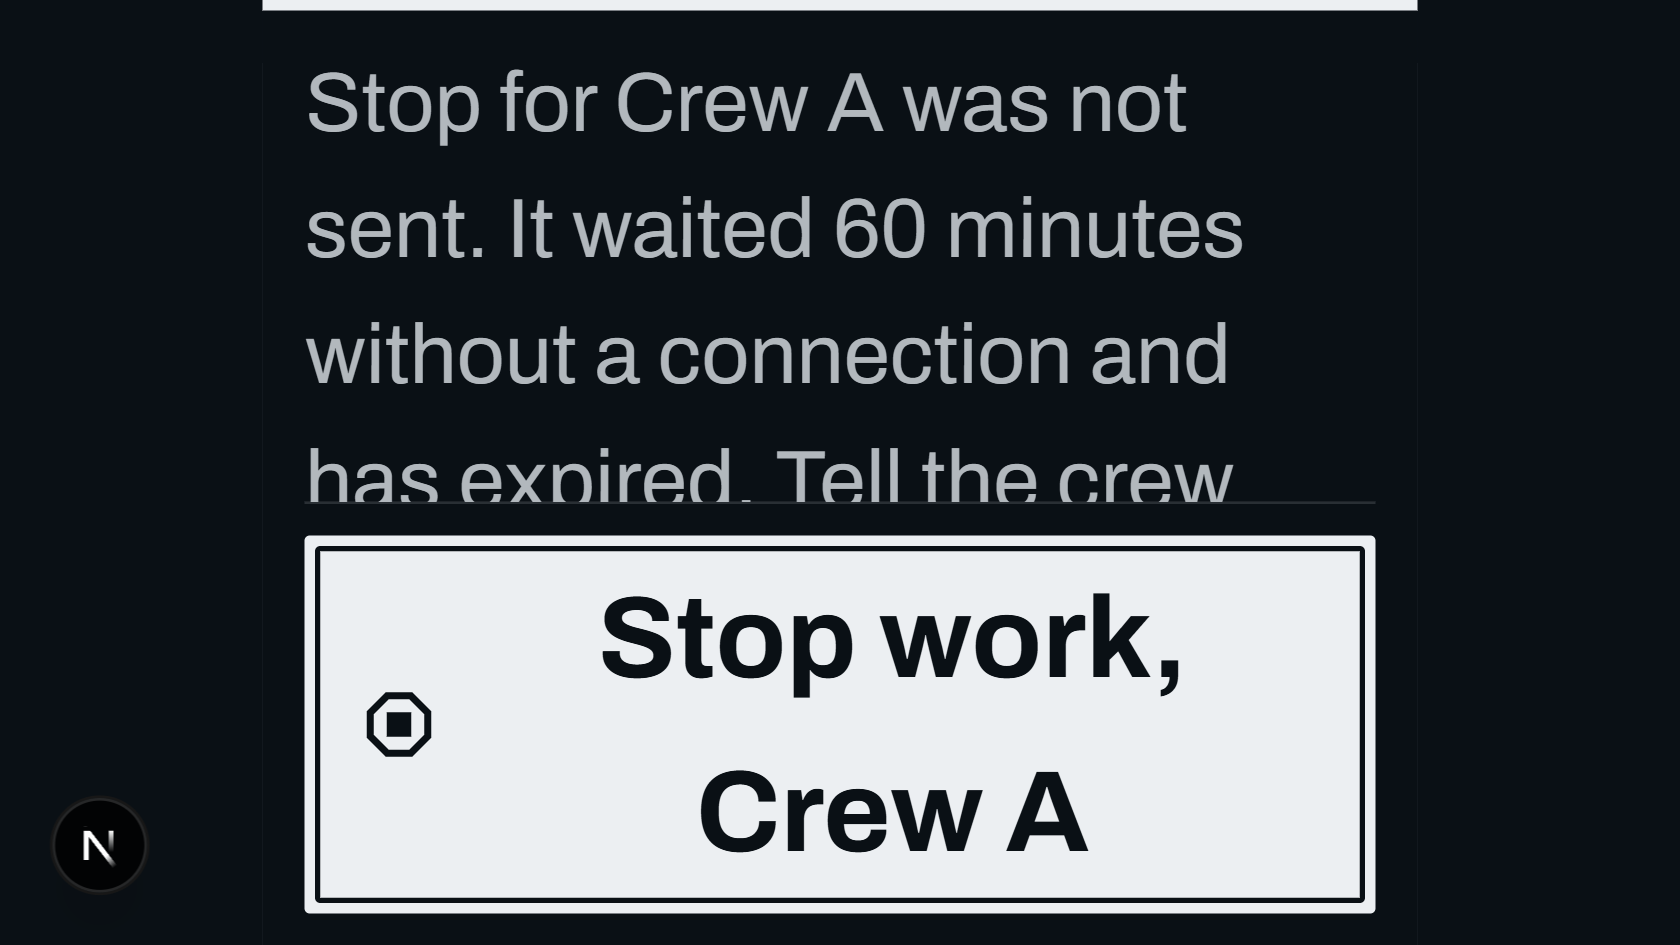 Stop for Crew A was not
sent. It waited 60 minutes
without a connection and
has expired. Tell the crew
Stop work,
Crew A
N